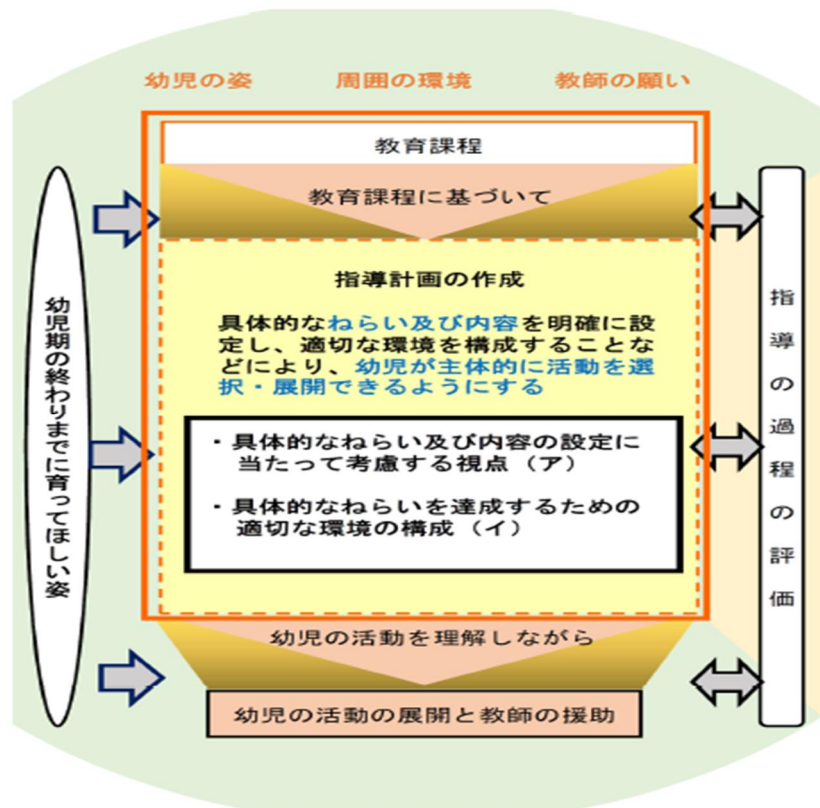 幼児の姿 周囲の環境 教師の願い
教育課程
教育課程に基づいて
指導計画の作成
具体的なねらい及び内容を明確に設
定し、適切な環境を構成することな
どにより、幼児が主体的に活動を選
択・展開できるようにする
・具体的なねらい及び内容の設定に
当たって考慮する視点（ア）
・具体的なねらいを達成するための
適切な環境の構成（イ）
幼児の活動を理解しながら
幼児の活動の展開と教師の援助
幼児期の終わりまでに育ってほしい姿
指導の過程の評価